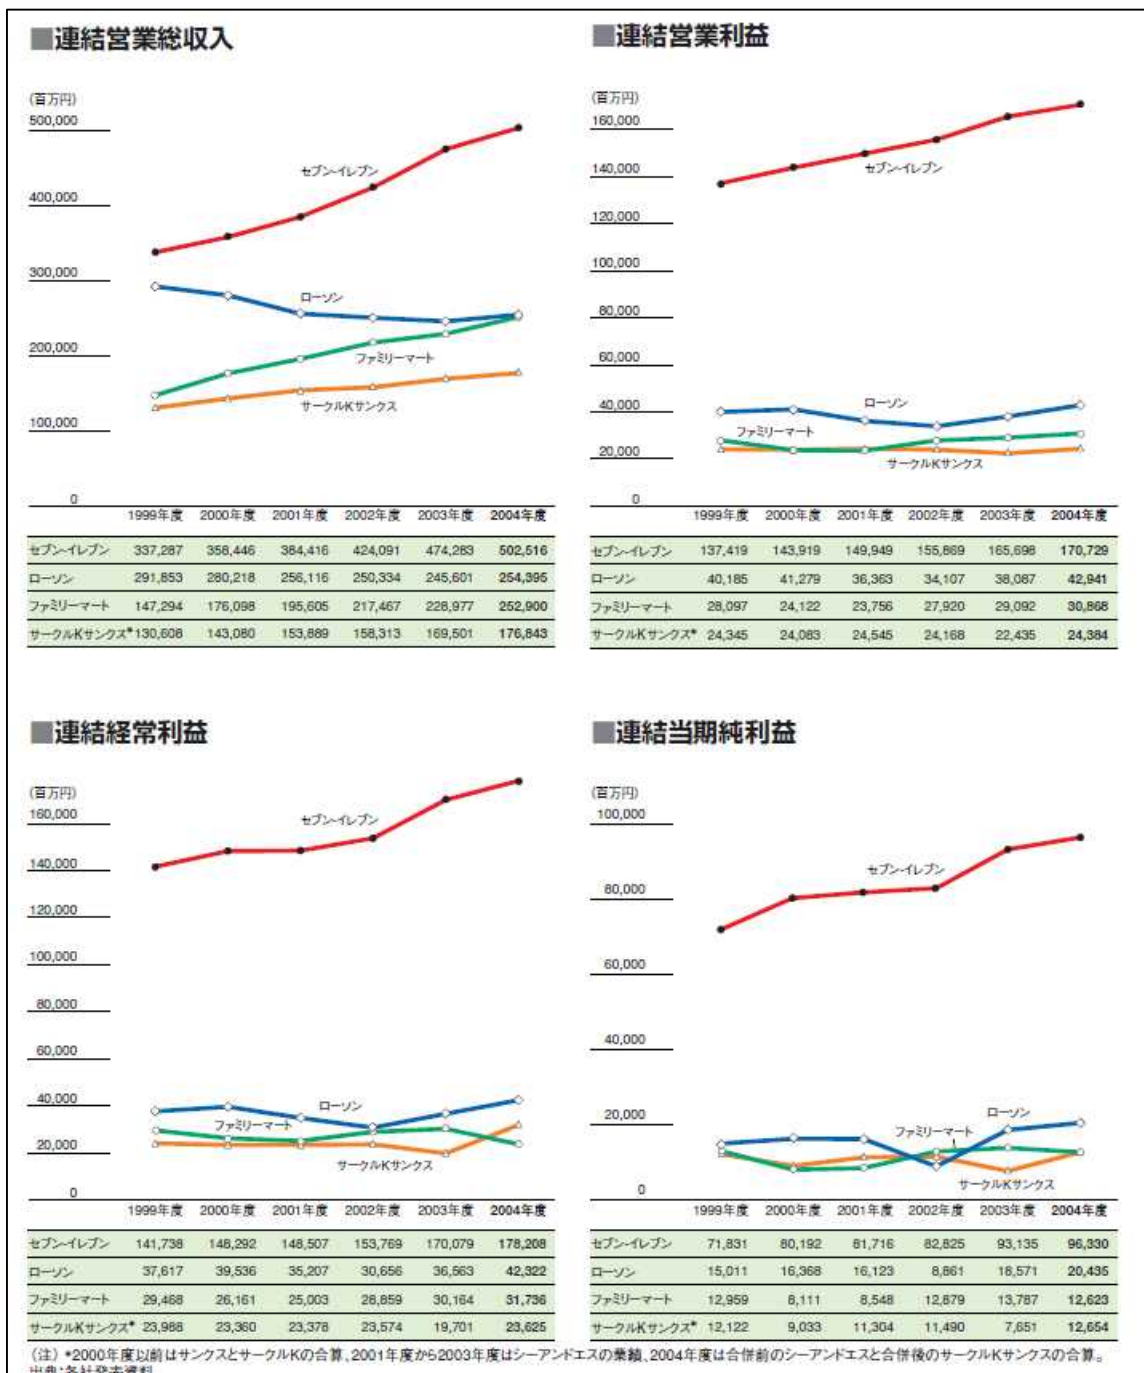 ■連結営業総収入
(百万円)
500,000
400,000
300,000
200,000
100,000
0
セブン-イレブン
ローソン
ファミリーマート
サークルKサンクス
1999年度 2000年度 2001年度 2002年度 2003年度 2004年度
セブン-イレブン 337,287 358,446 384,416 424,091 474,283 502,516
ローソン 291,853 280,218 256,116 250,334 245,601 254,395
ファミリーマート 147,294 176,098 195,605 217,467 228,977 252,900
サークルKサンクス* 130,608 143,080 153,889 158,313 169,501 176,843
■連結営業利益
(百万円)
160,000
140,000
120,000
100,000
80,000
60,000
40,000
20,000
0
セブン-イレブン
ローソン
ファミリーマート
サークルKサンクス
1999年度 2000年度 2001年度 2002年度 2003年度 2004年度
セブン-イレブン 137,419 143,919 149,949 155,869 165,698 170,729
ローソン 40,185 41,279 36,363 34,107 38,087 42,941
ファミリーマート 28,097 24,122 23,756 27,920 29,092 30,868
サークルKサンクス* 24,345 24,083 24,545 24,168 22,435 24,384
■連結経常利益
(百万円)
160,000
140,000
120,000
100,000
80,000
60,000
40,000
20,000
0
セブン-イレブン
ローソン
ファミリーマート
サークルKサンクス
1999年度 2000年度 2001年度 2002年度 2003年度 2004年度
セブン-イレブン 141,738 148,292 148,507 153,769 170,079 178,208
ローソン 37,617 39,536 35,207 30,656 36,563 42,322
ファミリーマート 29,468 26,161 25,003 28,859 30,164 31,736
サークルKサンクス* 23,988 23,360 23,378 23,574 19,701 23,625
■連結当期純利益
(百万円)
100,000
80,000
60,000
40,000
20,000
0
セブン-イレブン
ローソン
ファミリーマート
サークルKサンクス
1999年度 2000年度 2001年度 2002年度 2003年度 2004年度
セブン-イレブン 71,831 80,192 81,716 82,825 93,135 96,330
ローソン 15,011 16,368 16,123 8,861 18,571 20,435
ファミリーマート 12,959 8,111 8,548 12,879 13,787 12,623
サークルKサンクス* 12,122 9,033 11,304 11,490 7,651 12,654
(注) *2000年度以前はサンクスとサークルKの合算、2001年度から2003年度はシーアンドエスの業績、2004年度は合併前のシーアンドエスと合併後のサークルKサンクスの合算。
出典:各社発表資料